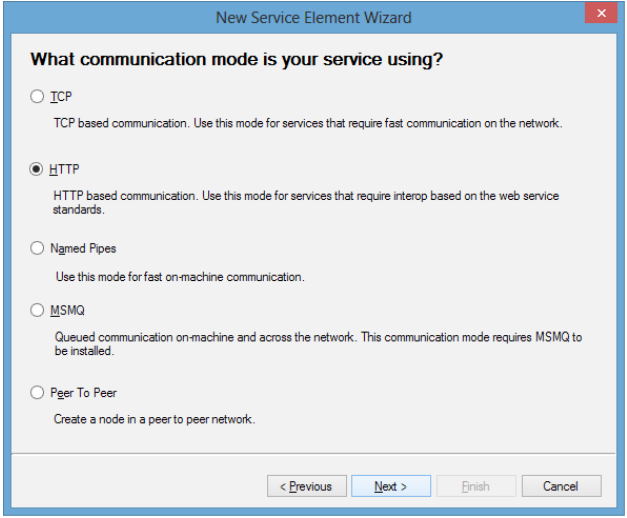 New Service Element Wizard
What communication mode is your service using?
TCP
TCP based communication. Use this mode for services that require fast communication on the network.
HTTP
HTTP based communication. Use this mode for services that require interop based on the web service
standards.
Named Pipes
Use this mode for fast on-machine communication.
MSMQ
Queued communication on-machine and across the network. This communication mode requires MSMQ to
be installed.
Peer To Peer
Create a node in a peer to peer network.
< Previous Next > Finish Cancel